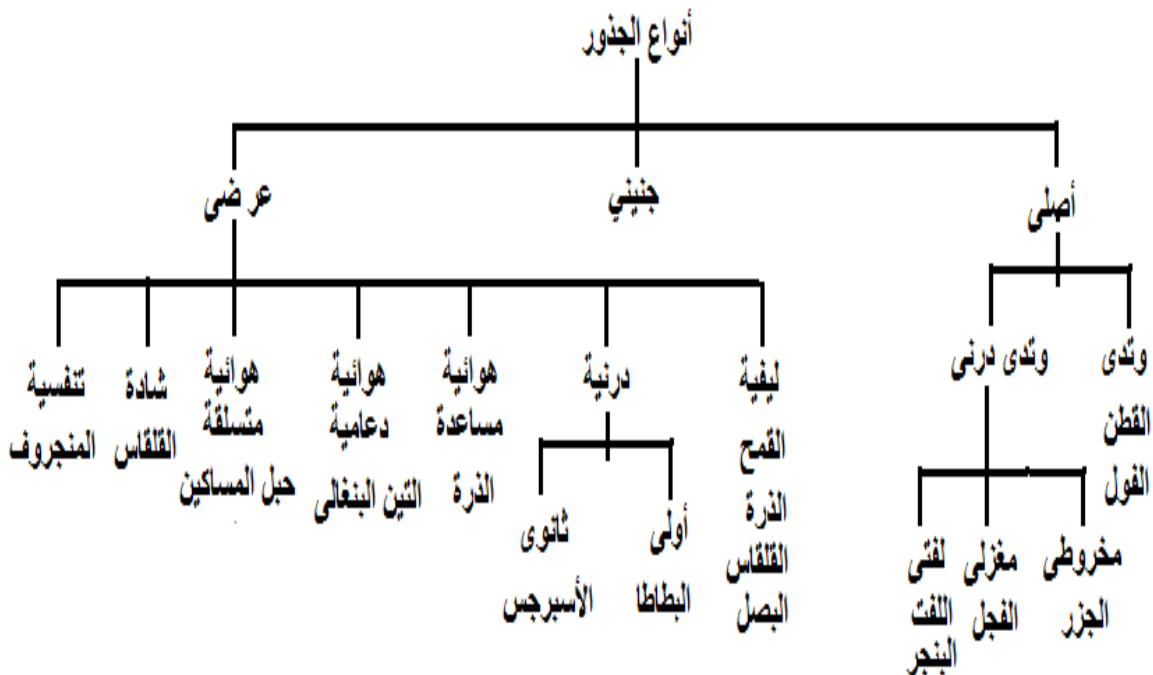 أنواع الجذور
أصلى
جنيني
عرضى
وتدى
القطن
الفول
وتدى درنى
مخروطى
الجزر
مغزلى
الفجل
لفتى
اللفت
البنجر
ليفية
القمح
الذرة
القلقاس
البصل
درنية
أولى
البطاطا
ثانوى
الأسبرجس
هوائية
مساعدة
الذرة
هوائية
دعامية
التين البنغالى
هوائية
متسلقة
حبل المساكين
شادة
القلقاس
تنفسية
المنجروف